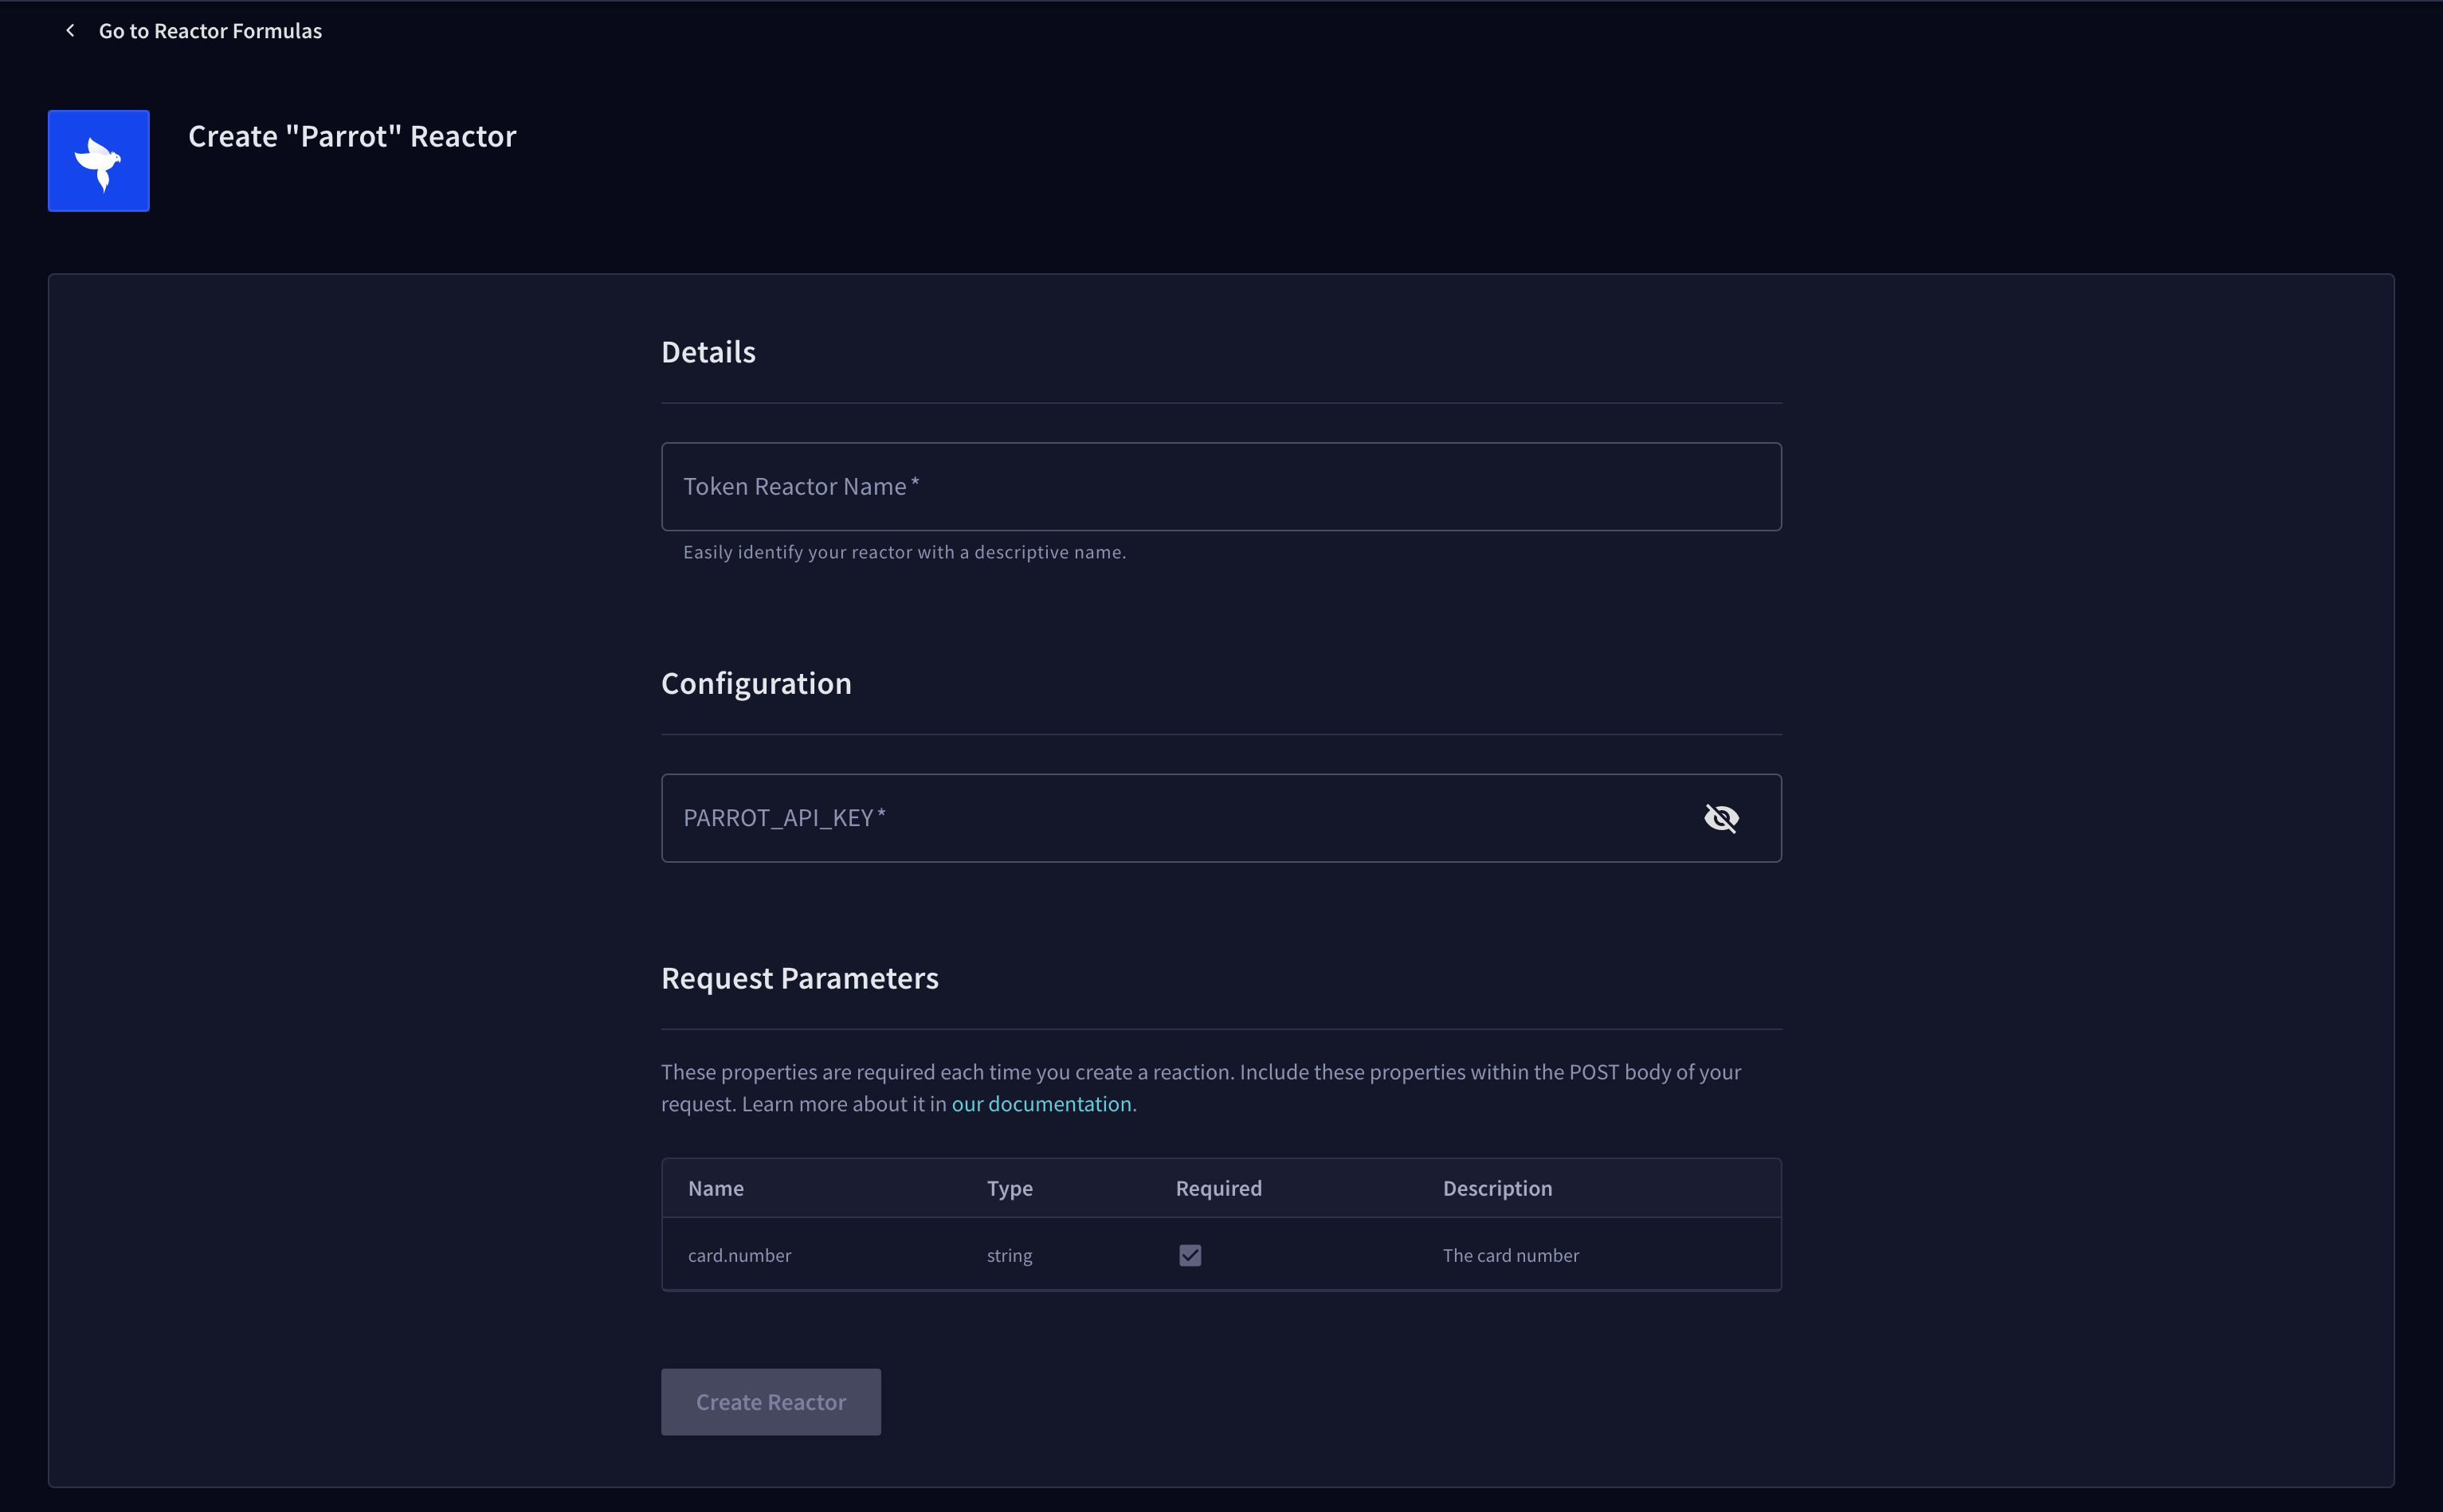 Go to Reactor Formulas
Create "Parrot" Reactor
Details
Token Reactor Name *
Easily identify your reactor with a descriptive name.
Configuration
PARROT_API_KEY *
Request Parameters
These properties are required each time you create a reaction. Include these properties within the POST body of your
request. Learn more about it in our documentation.
Name Type Required Description
card.number string The card number
Create Reactor